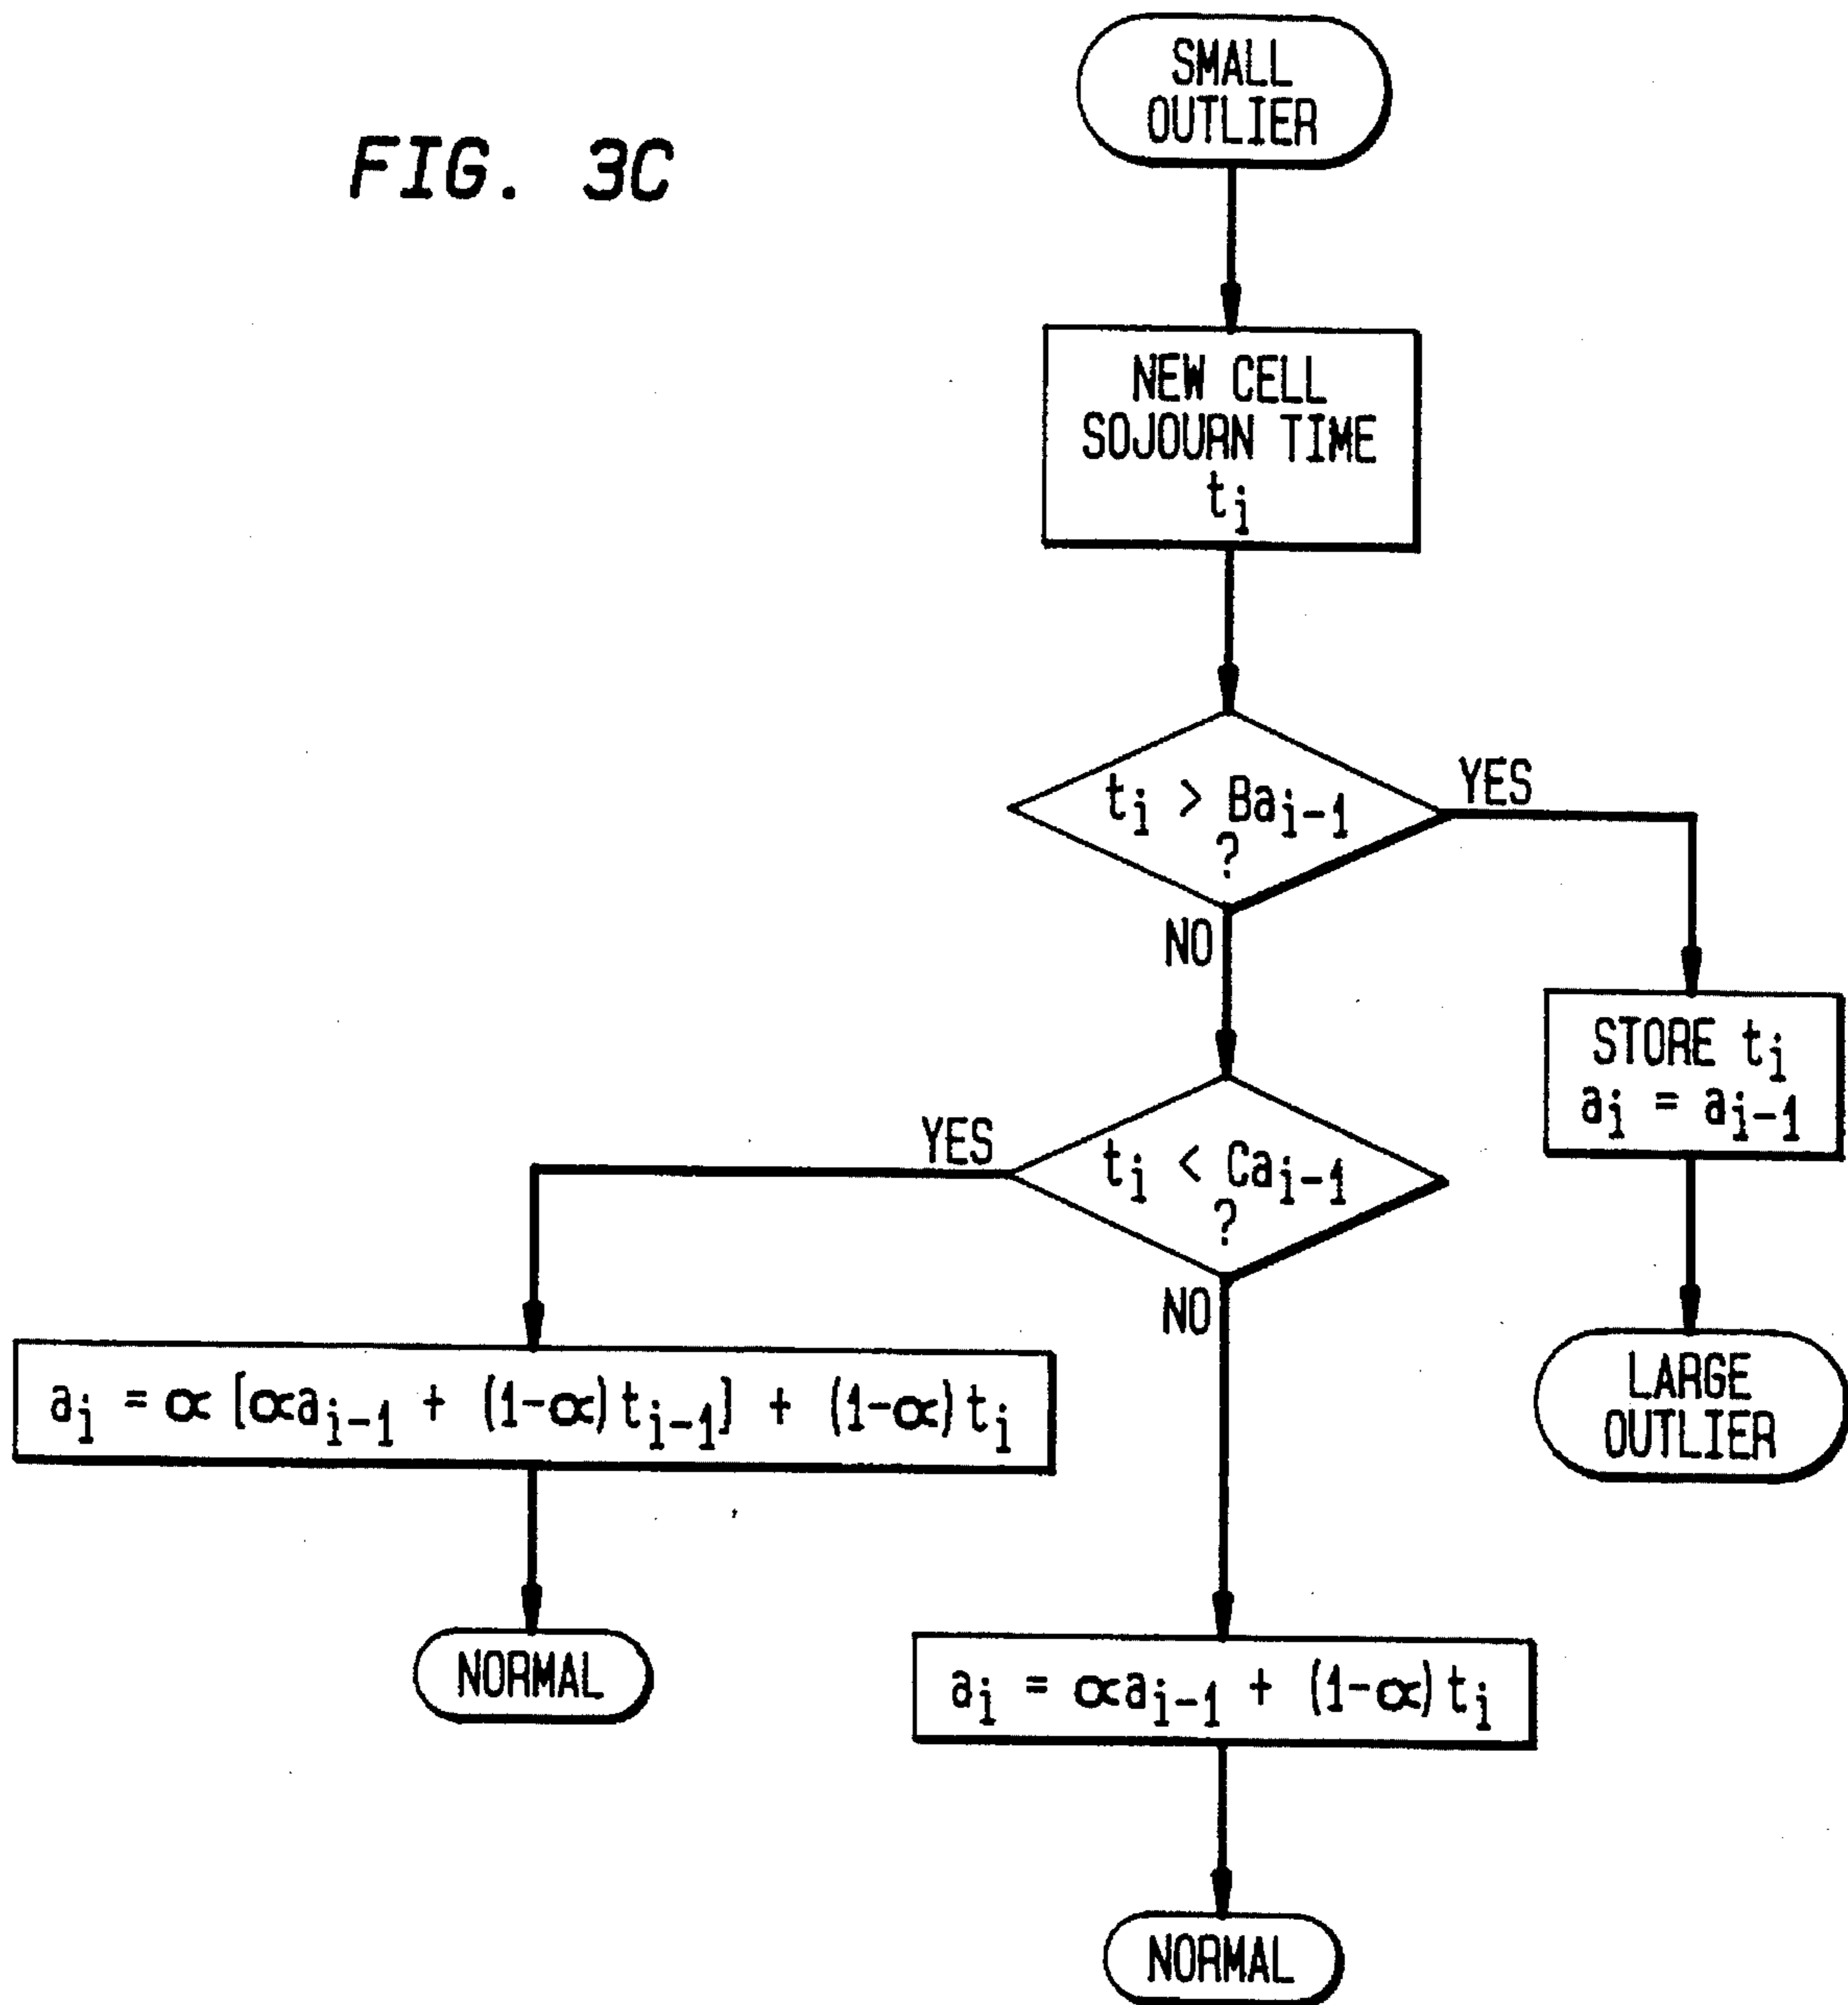 SMALL
OUTLIER
FIG. 3C
NEW CELL
SOJOURN TIME
tᵢ
tᵢ > Baᵢ₋₁
?
YES
NO
STORE tᵢ
aᵢ = aᵢ₋₁
YES
tᵢ < Caᵢ₋₁
?
NO
LARGE
OUTLIER
aᵢ = α [αaᵢ₋₁ + (1-α)tᵢ₋₁] + (1-α)tᵢ
NORMAL
aᵢ = αaᵢ₋₁ + (1-α)tᵢ
NORMAL